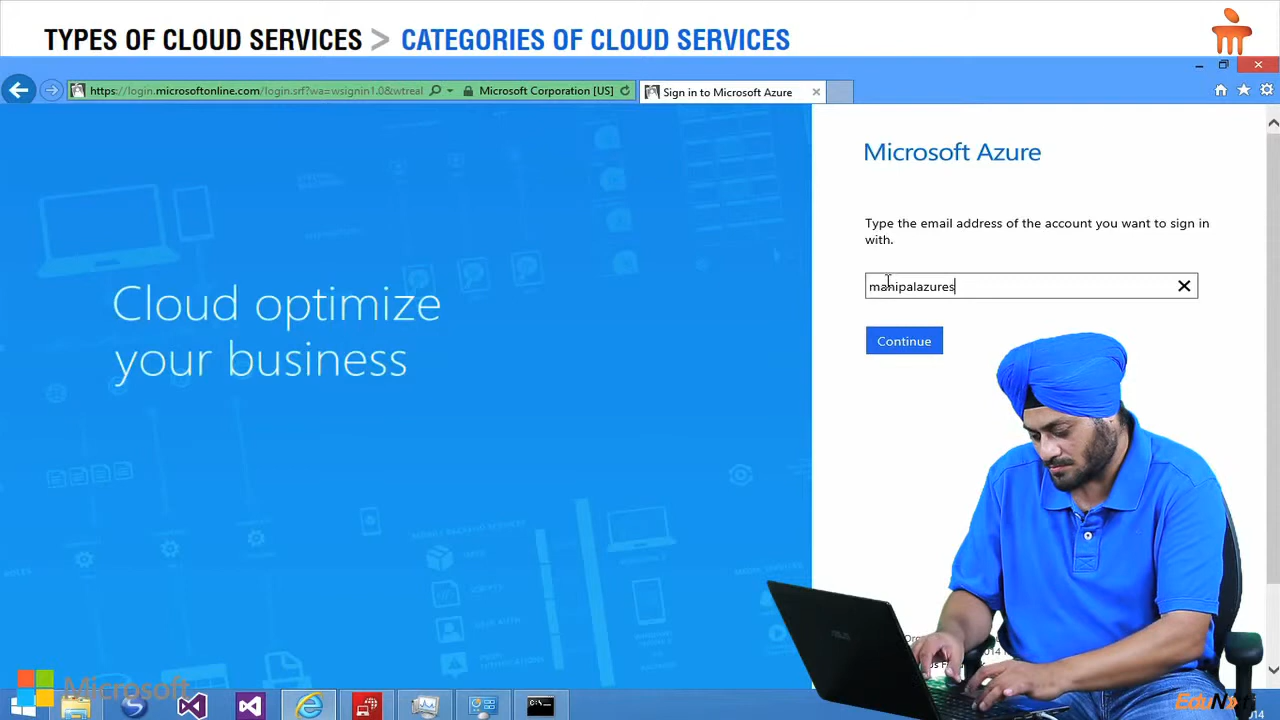 TYPES OF CLOUD SERVICES > CATEGORIES OF CLOUD SERVICES
https://login.microsoftonline.com/login.srf?wa=wsignin1.0&wtreal
Microsoft Corporation [US]
Sign in to Microsoft Azure
Microsoft Azure
Type the email address of the account you want to sign in
with.
manipalazures
Continue
Cloud optimize
your business
SCRIPTS
Microsoft
ASUS